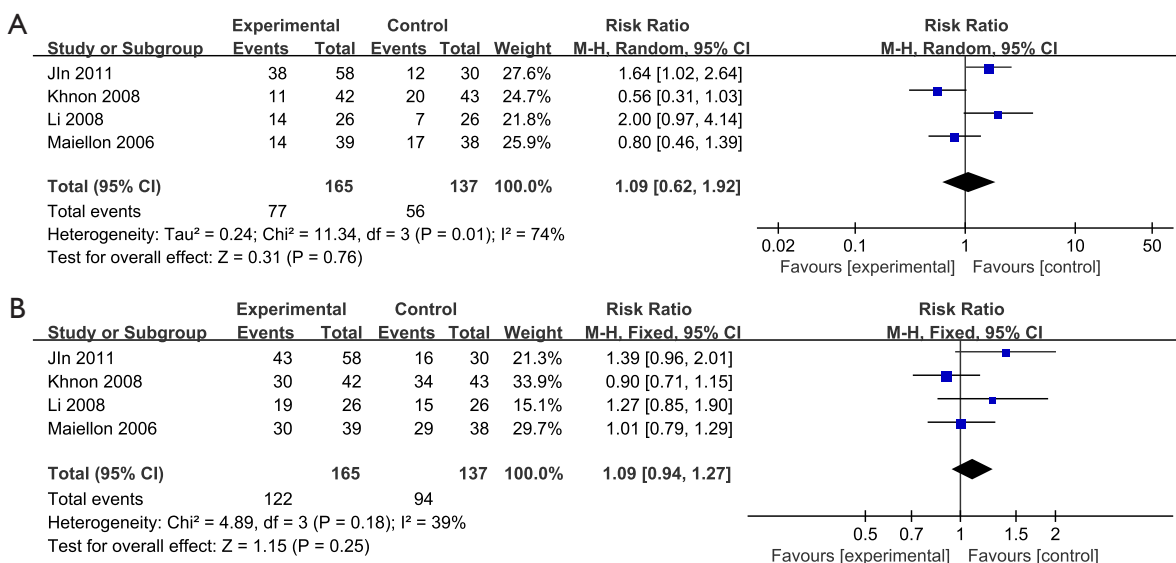 A
Experimental Control Risk Ratio Risk Ratio
Study or Subgroup Events Total Events Total Weight M-H, Random, 95% CI M-H, Random, 95% CI
JIn 2011 38 58 12 30 27.6% 1.64 [1.02, 2.64]
Khnon 2008 11 42 20 43 24.7% 0.56 [0.31, 1.03]
Li 2008 14 26 7 26 21.8% 2.00 [0.97, 4.14]
Maiellon 2006 14 39 17 38 25.9% 0.80 [0.46, 1.39]
Total (95% CI) 165 137 100.0% 1.09 [0.62, 1.92]
Total events 77 56
Heterogeneity: Tau² = 0.24; Chi² = 11.34, df = 3 (P = 0.01); I² = 74%
Test for overall effect: Z = 0.31 (P = 0.76)
0.02 0.1 1 10 50
Favours [experimental] Favours [control]
B
Experimental Control Risk Ratio Risk Ratio
Study or Subgroup Events Total Events Total Weight M-H, Fixed, 95% CI M-H, Fixed, 95% CI
JIn 2011 43 58 16 30 21.3% 1.39 [0.96, 2.01]
Khnon 2008 30 42 34 43 33.9% 0.90 [0.71, 1.15]
Li 2008 19 26 15 26 15.1% 1.27 [0.85, 1.90]
Maiellon 2006 30 39 29 38 29.7% 1.01 [0.79, 1.29]
Total (95% CI) 165 137 100.0% 1.09 [0.94, 1.27]
Total events 122 94
Heterogeneity: Chi² = 4.89, df = 3 (P = 0.18); I² = 39%
Test for overall effect: Z = 1.15 (P = 0.25)
0.5 0.7 1 1.5 2
Favours [experimental] Favours [control]